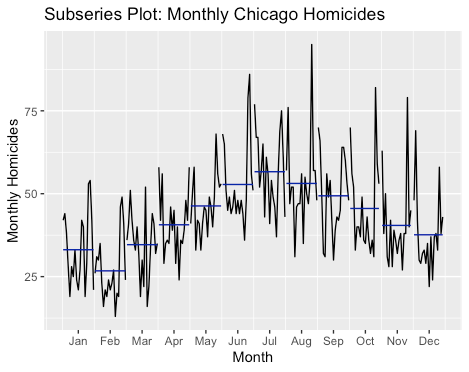 Subseries Plot: Monthly Chicago Homicides
Monthly Homicides
75
50
25
Jan Feb Mar Apr May Jun Jul Aug Sep Oct Nov Dec
Month